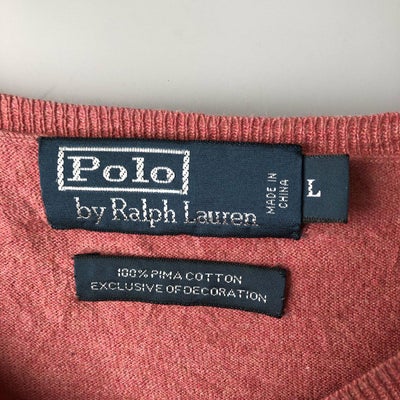 Polo
by Ralph Lauren
MADE IN
CHINA
L
100% PIMA COTTON
EXCLUSIVE OF DECORATION